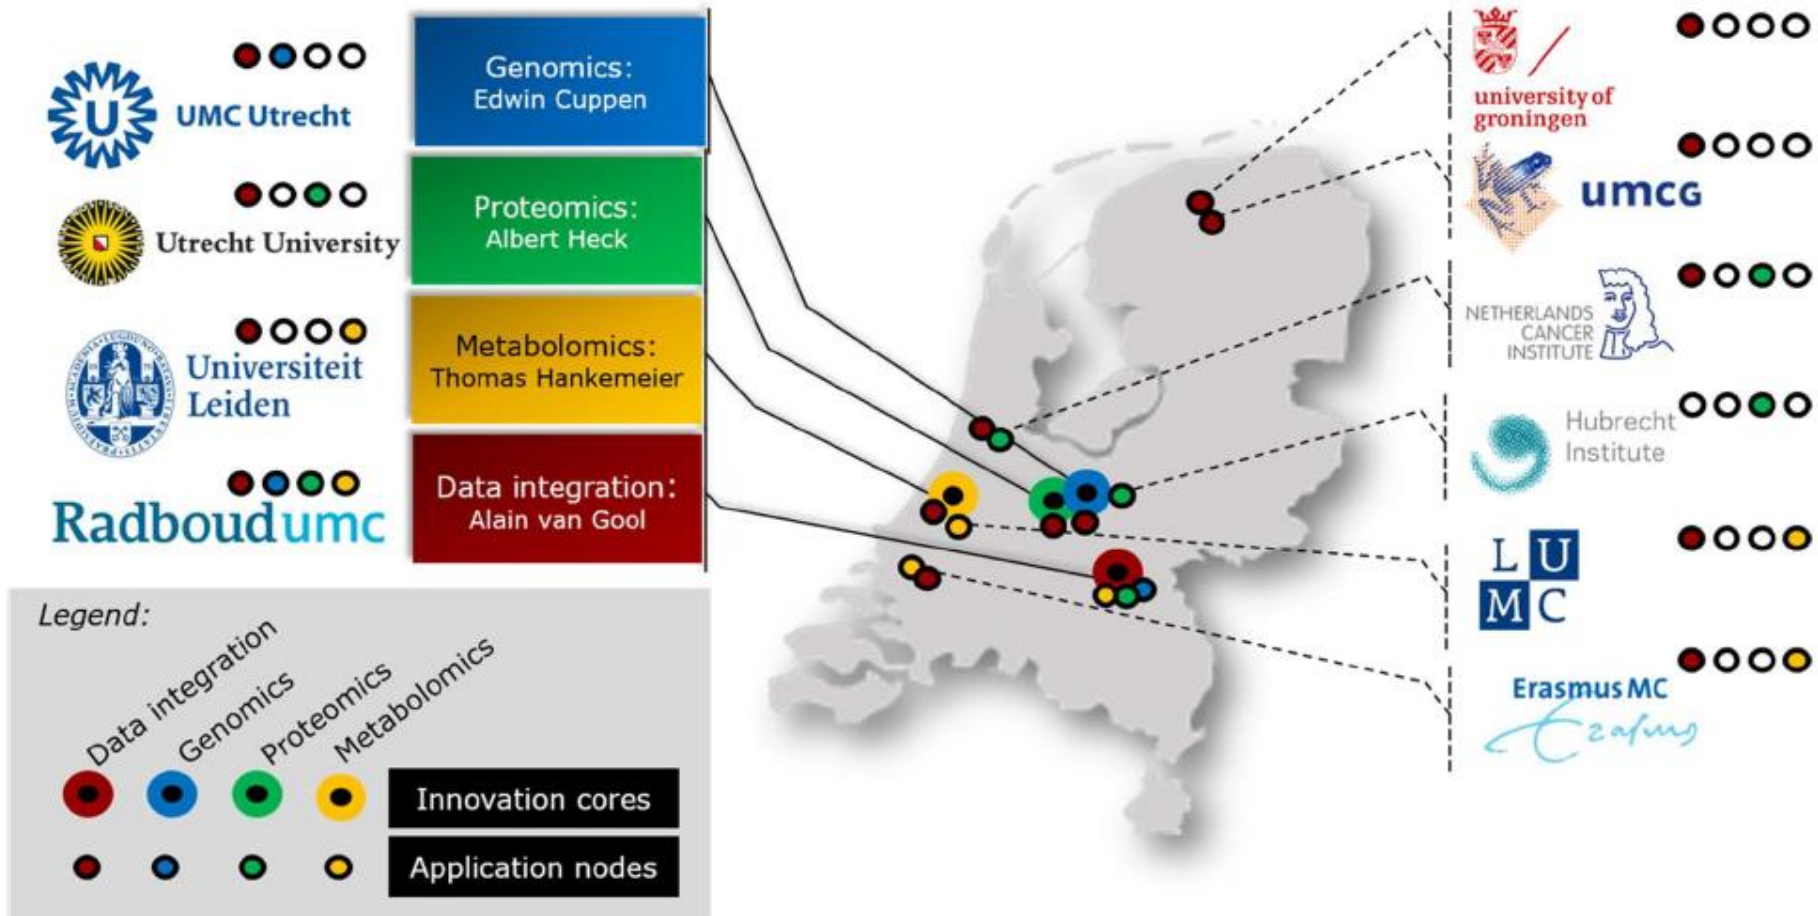 UMC Utrecht
U
Utrecht University
Universiteit
Leiden
Radboudumc
Genomics:
Edwin Cuppen
Proteomics:
Albert Heck
Metabolomics:
Thomas Hankemeier
Data integration:
Alain van Gool
university of
groningen
umcg
NETHERLANDS
CANCER
INSTITUTE
Hubrecht
Institute
L U
M C
Erasmus MC
Erasmus
Legend:
Data integration
Genomics
Proteomics
Metabolomics
Innovation cores
Application nodes